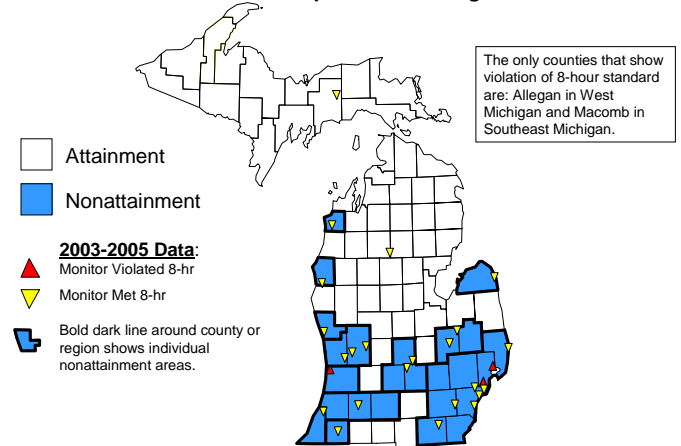 The only counties that show
violation of 8-hour standard
are: Allegan in West
Michigan and Macomb in
Southeast Michigan.
Attainment
Nonattainment
2003-2005 Data:
Monitor Violated 8-hr
Monitor Met 8-hr
Bold dark line around county or
region shows individual
nonattainment areas.